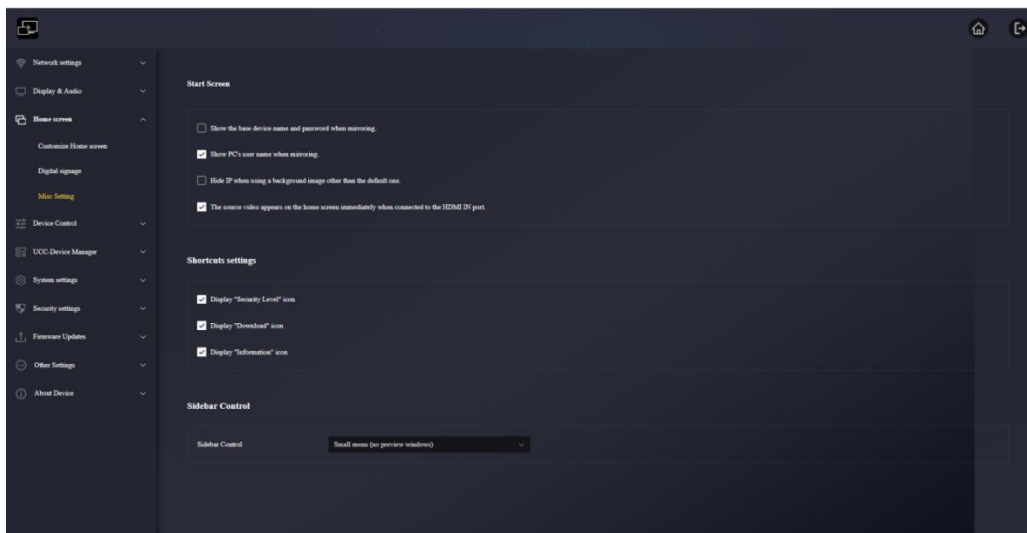 Network settings
Display & Audio
Home screen
Customize Home screen
Digital signage
Misc Setting
Device Control
UCC-Device Manager
System settings
Security settings
Firmware Updates
Other Settings
About Device
Start Screen
Show the base device name and password when mirroring.
Show PC's user name when mirroring.
Hide IP when using a background image other than the default one.
The source video appears on the home screen immediately when connected to the HDMI IN port.
Shortcuts settings
Display "Security Level" icon
Display "Download" icon
Display "Information" icon
Sidebar Control
Sidebar Control Small menu (no preview windows)